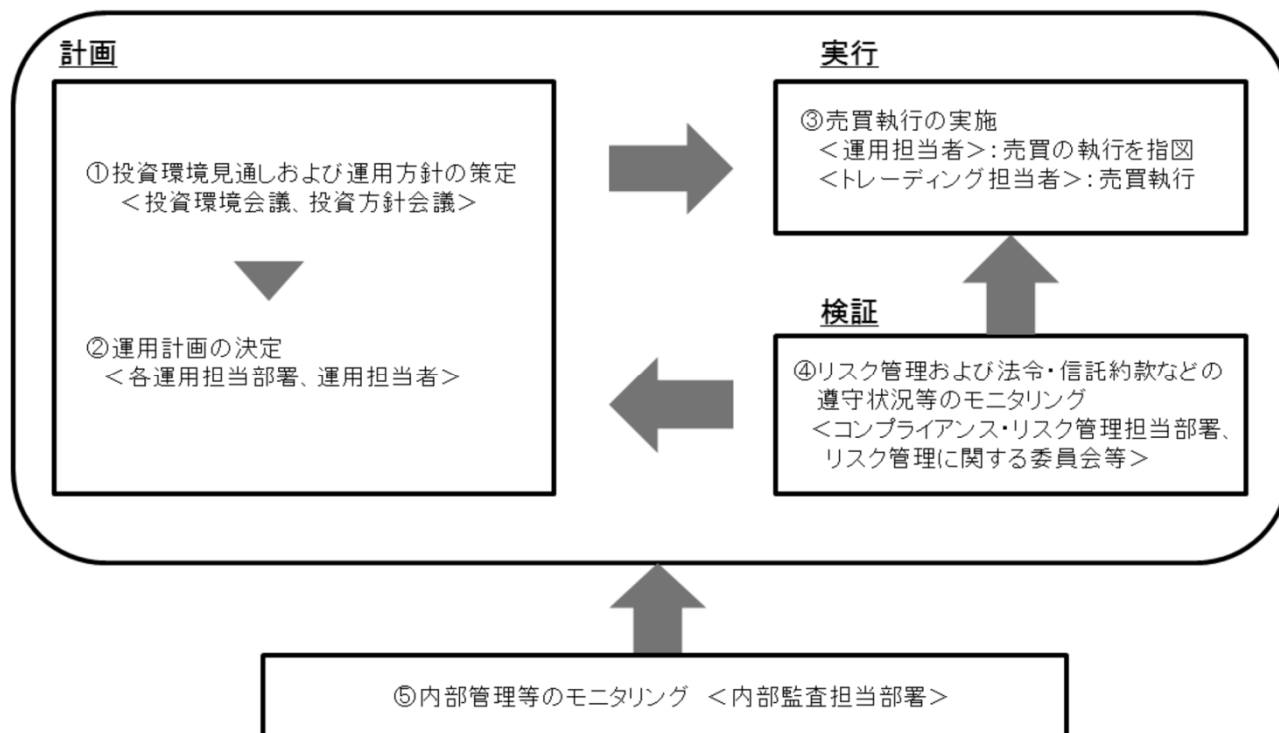 計画
①投資環境見通しおよび運用方針の策定
＜投資環境会議、投資方針会議＞
②運用計画の決定
＜各運用担当部署、運用担当者＞
実行
③売買執行の実施
＜運用担当者＞：売買の執行を指図
＜トレーディング担当者＞：売買執行
検証
④リスク管理および法令・信託約款などの
遵守状況等のモニタリング
＜コンプライアンス・リスク管理担当部署、
リスク管理に関する委員会等＞
⑤内部管理等のモニタリング ＜内部監査担当部署＞